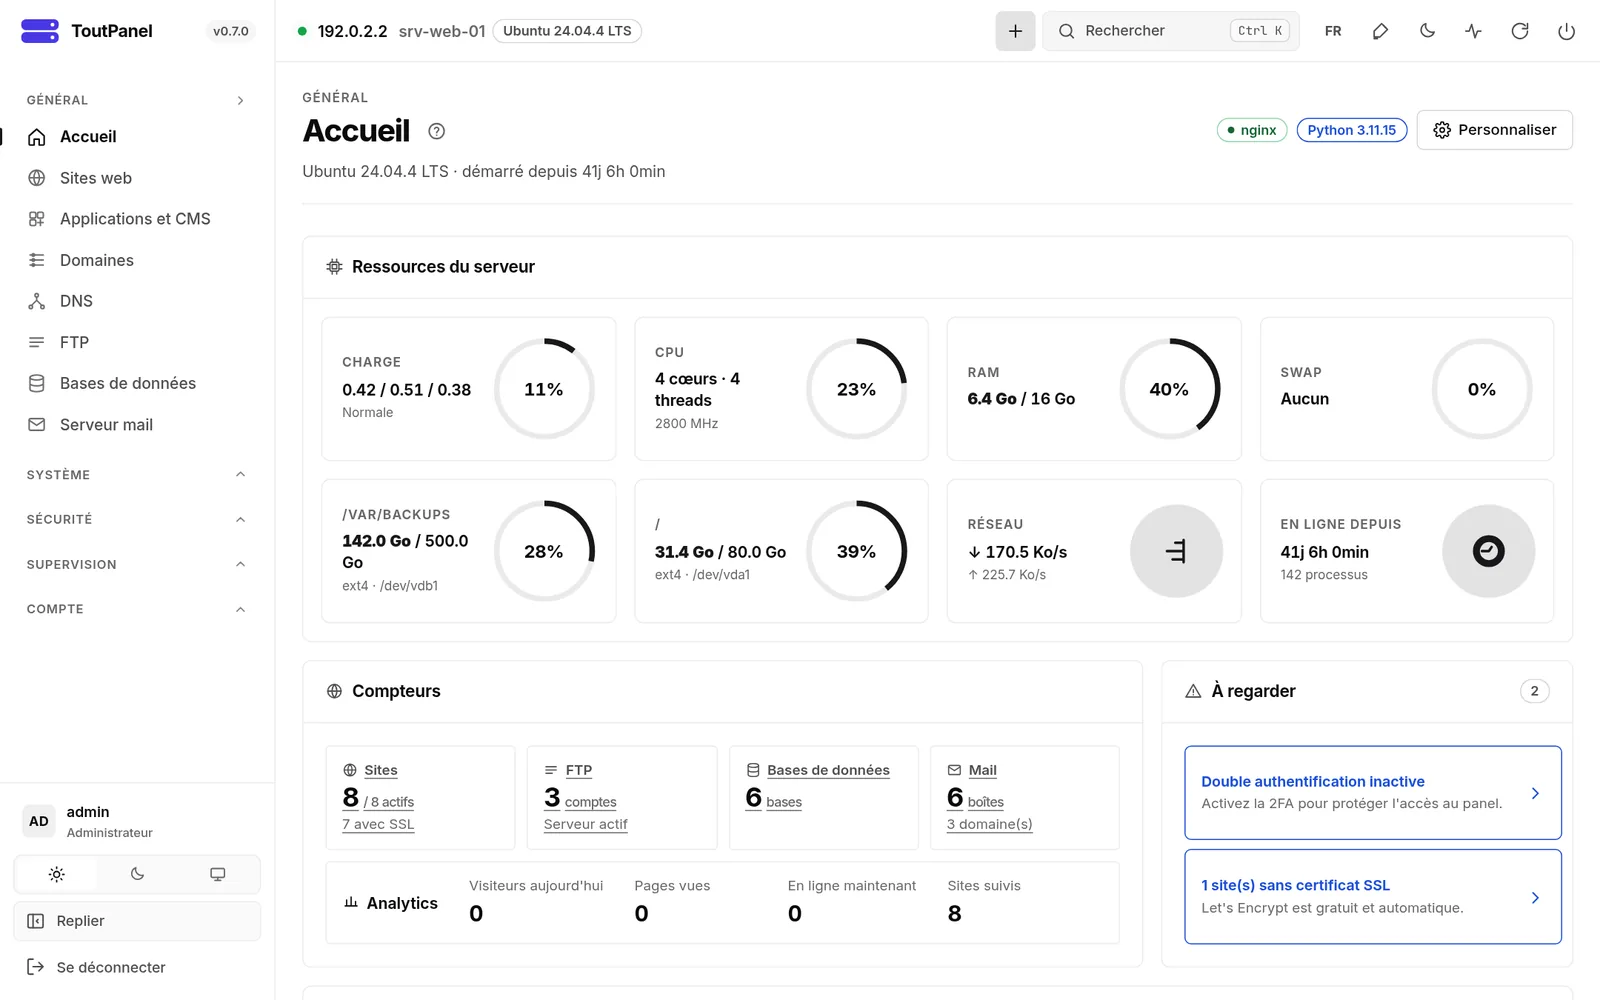 ToutPanel
v0.7.0
GÉNÉRAL
Accueil
Sites web
Applications et CMS
Domaines
DNS
FTP
Bases de données
Serveur mail
SYSTÈME
SÉCURITÉ
SUPERVISION
COMPTE
AD
admin
Administrateur
Replier
Se déconnecter
192.0.2.2 srv-web-01 Ubuntu 24.04.4 LTS
Rechercher Ctrl K
FR
GÉNÉRAL
Accueil
Ubuntu 24.04.4 LTS · démarré depuis 41j 6h 0min
nginx
Python 3.11.15
Personnaliser
Ressources du serveur
CHARGE
0.42 / 0.51 / 0.38
Normale
11%
CPU
4 cœurs · 4
threads
2800 MHz
23%
RAM
6.4 Go / 16 Go
40%
SWAP
Aucun
0%
/VAR/BACKUPS
142.0 Go / 500.0
Go
ext4 · /dev/vdb1
28%
/
31.4 Go / 80.0 Go
ext4 · /dev/vda1
39%
RÉSEAU
↓ 170.5 Ko/s
↑ 225.7 Ko/s
EN LIGNE DEPUIS
41j 6h 0min
142 processus
Compteurs
Sites
8 / 8 actifs
7 avec SSL
FTP
3 comptes
Serveur actif
Bases de données
6 bases
Mail
6 boîtes
3 domaine(s)
Analytics
Visiteurs aujourd'hui
0
Pages vues
0
En ligne maintenant
0
Sites suivis
8
À regarder
2
Double authentification inactive
Activez la 2FA pour protéger l'accès au panel.
1 site(s) sans certificat SSL
Let's Encrypt est gratuit et automatique.